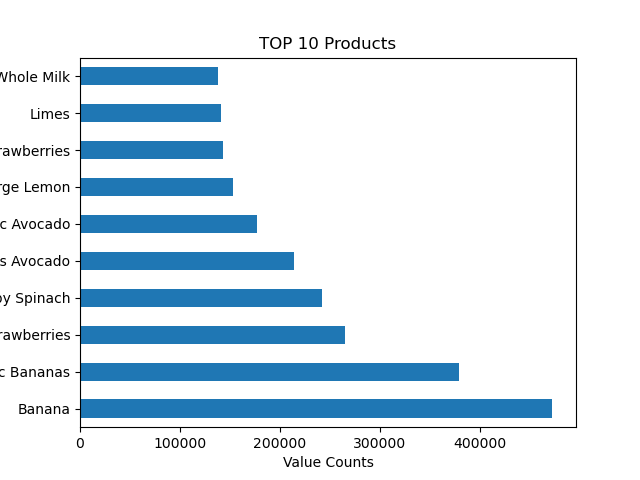 TOP 10 Products
Whole Milk
Limes
rawberries
rge Lemon
c Avocado
s Avocado
by Spinach
rawberries
c Bananas
Banana
0 100000 200000 300000 400000
Value Counts